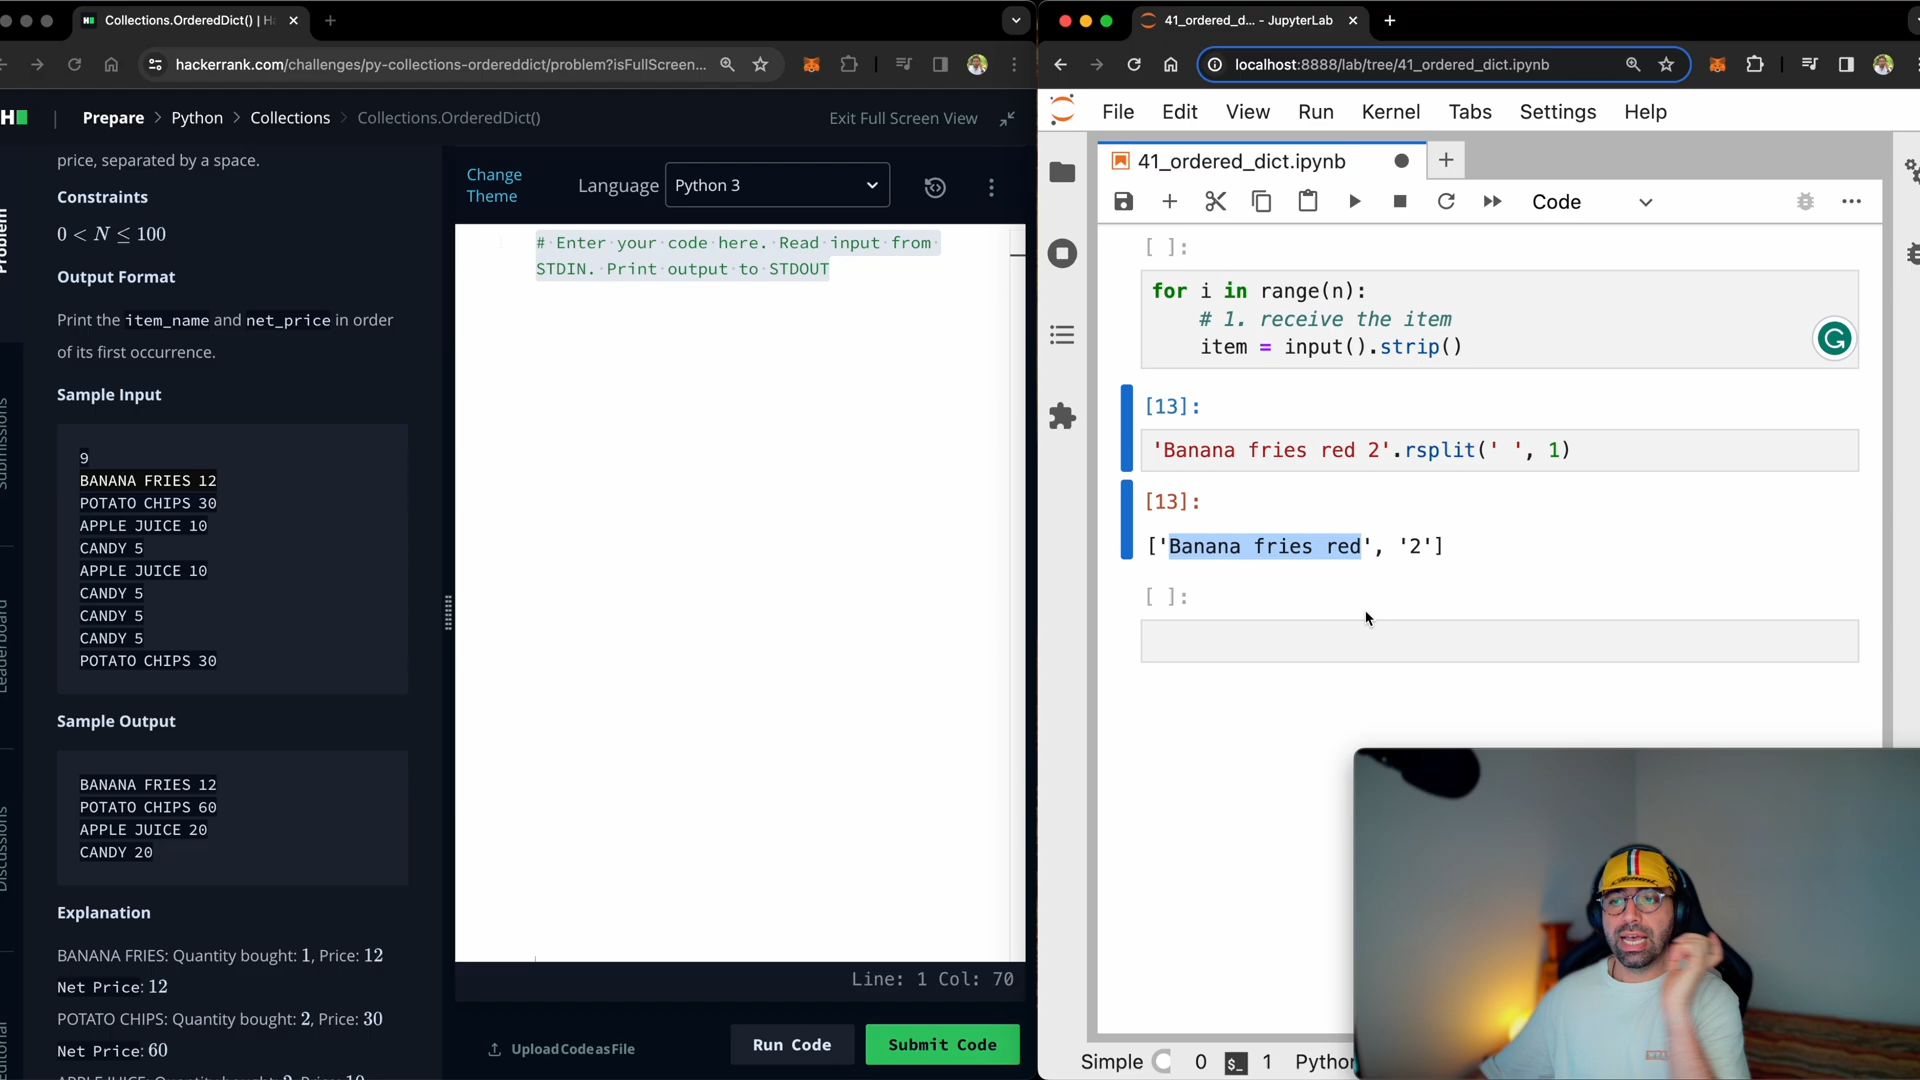 Collections.OrderedDict() | H
hackerrank.com/challenges/py-collections-ordereddict/problem?isFullScreen...
Prepare > Python > Collections > Collections.OrderedDict()
Exit Full Screen View
Problem
Submissions
Leaderboard
Discussions
Editorial
price, separated by a space.
Constraints
0 < N ≤ 100
Output Format
Print the item_name and net_price in order
of its first occurrence.
Sample Input
9
BANANA FRIES 12
POTATO CHIPS 30
APPLE JUICE 10
CANDY 5
APPLE JUICE 10
CANDY 5
CANDY 5
CANDY 5
POTATO CHIPS 30
Sample Output
BANANA FRIES 12
POTATO CHIPS 60
APPLE JUICE 20
CANDY 20
Explanation
BANANA FRIES: Quantity bought: 1, Price: 12
Net Price: 12
POTATO CHIPS: Quantity bought: 2, Price: 30
Net Price: 60
Change
Theme
Language
Python 3
1
# Enter your code here. Read input from
STDIN. Print output to STDOUT
Line: 1 Col: 70
Upload Code as File
Run Code
Submit Code
41_ordered_d... - JupyterLab
localhost:8888/lab/tree/41_ordered_dict.ipynb
File Edit View Run Kernel Tabs Settings Help
41_ordered_dict.ipynb
Code
[ ]:
for i in range(n):
# 1. receive the item
item = input().strip()
[13]:
'Banana fries red 2'.rsplit(' ', 1)
[13]:
['Banana fries red', '2']
[ ]:
Simple 0 $_ 1 Python